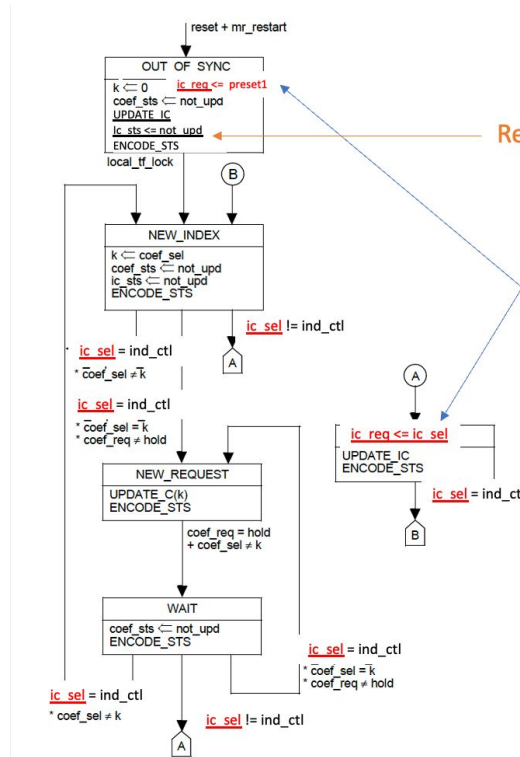 reset + mr_restart
OUT OF SYNC
k ⇐ 0 ic_req <= preset1
coef_sts ⇐ not_upd
UPDATE_IC
Ic_sts <= not_upd
ENCODE_STS
Re
local_tf_lock
B
NEW_INDEX
k ⇐ coef_sel
coef_sts ⇐ not_upd
ic_sts ⇐ not_upd
ENCODE_STS
ic_sel != ind_ctl
A
ic_sel = ind_ctl
* coef_sel ≠ k
ic_sel = ind_ctl
* coef_sel = k
* coef_req ≠ hold
A
ic_req <= ic_sel
UPDATE_IC
ENCODE_STS
ic_sel = ind_ct
B
NEW_REQUEST
UPDATE_C(k)
ENCODE_STS
coef_req = hold
+ coef_sel ≠ k
WAIT
coef_sts ⇐ not_upd
ENCODE_STS
ic_sel = ind_ctl
* coef_sel = k
* coef_req ≠ hold
ic_sel = ind_ctl
* coef_sel ≠ k
ic_sel != ind_ctl
A